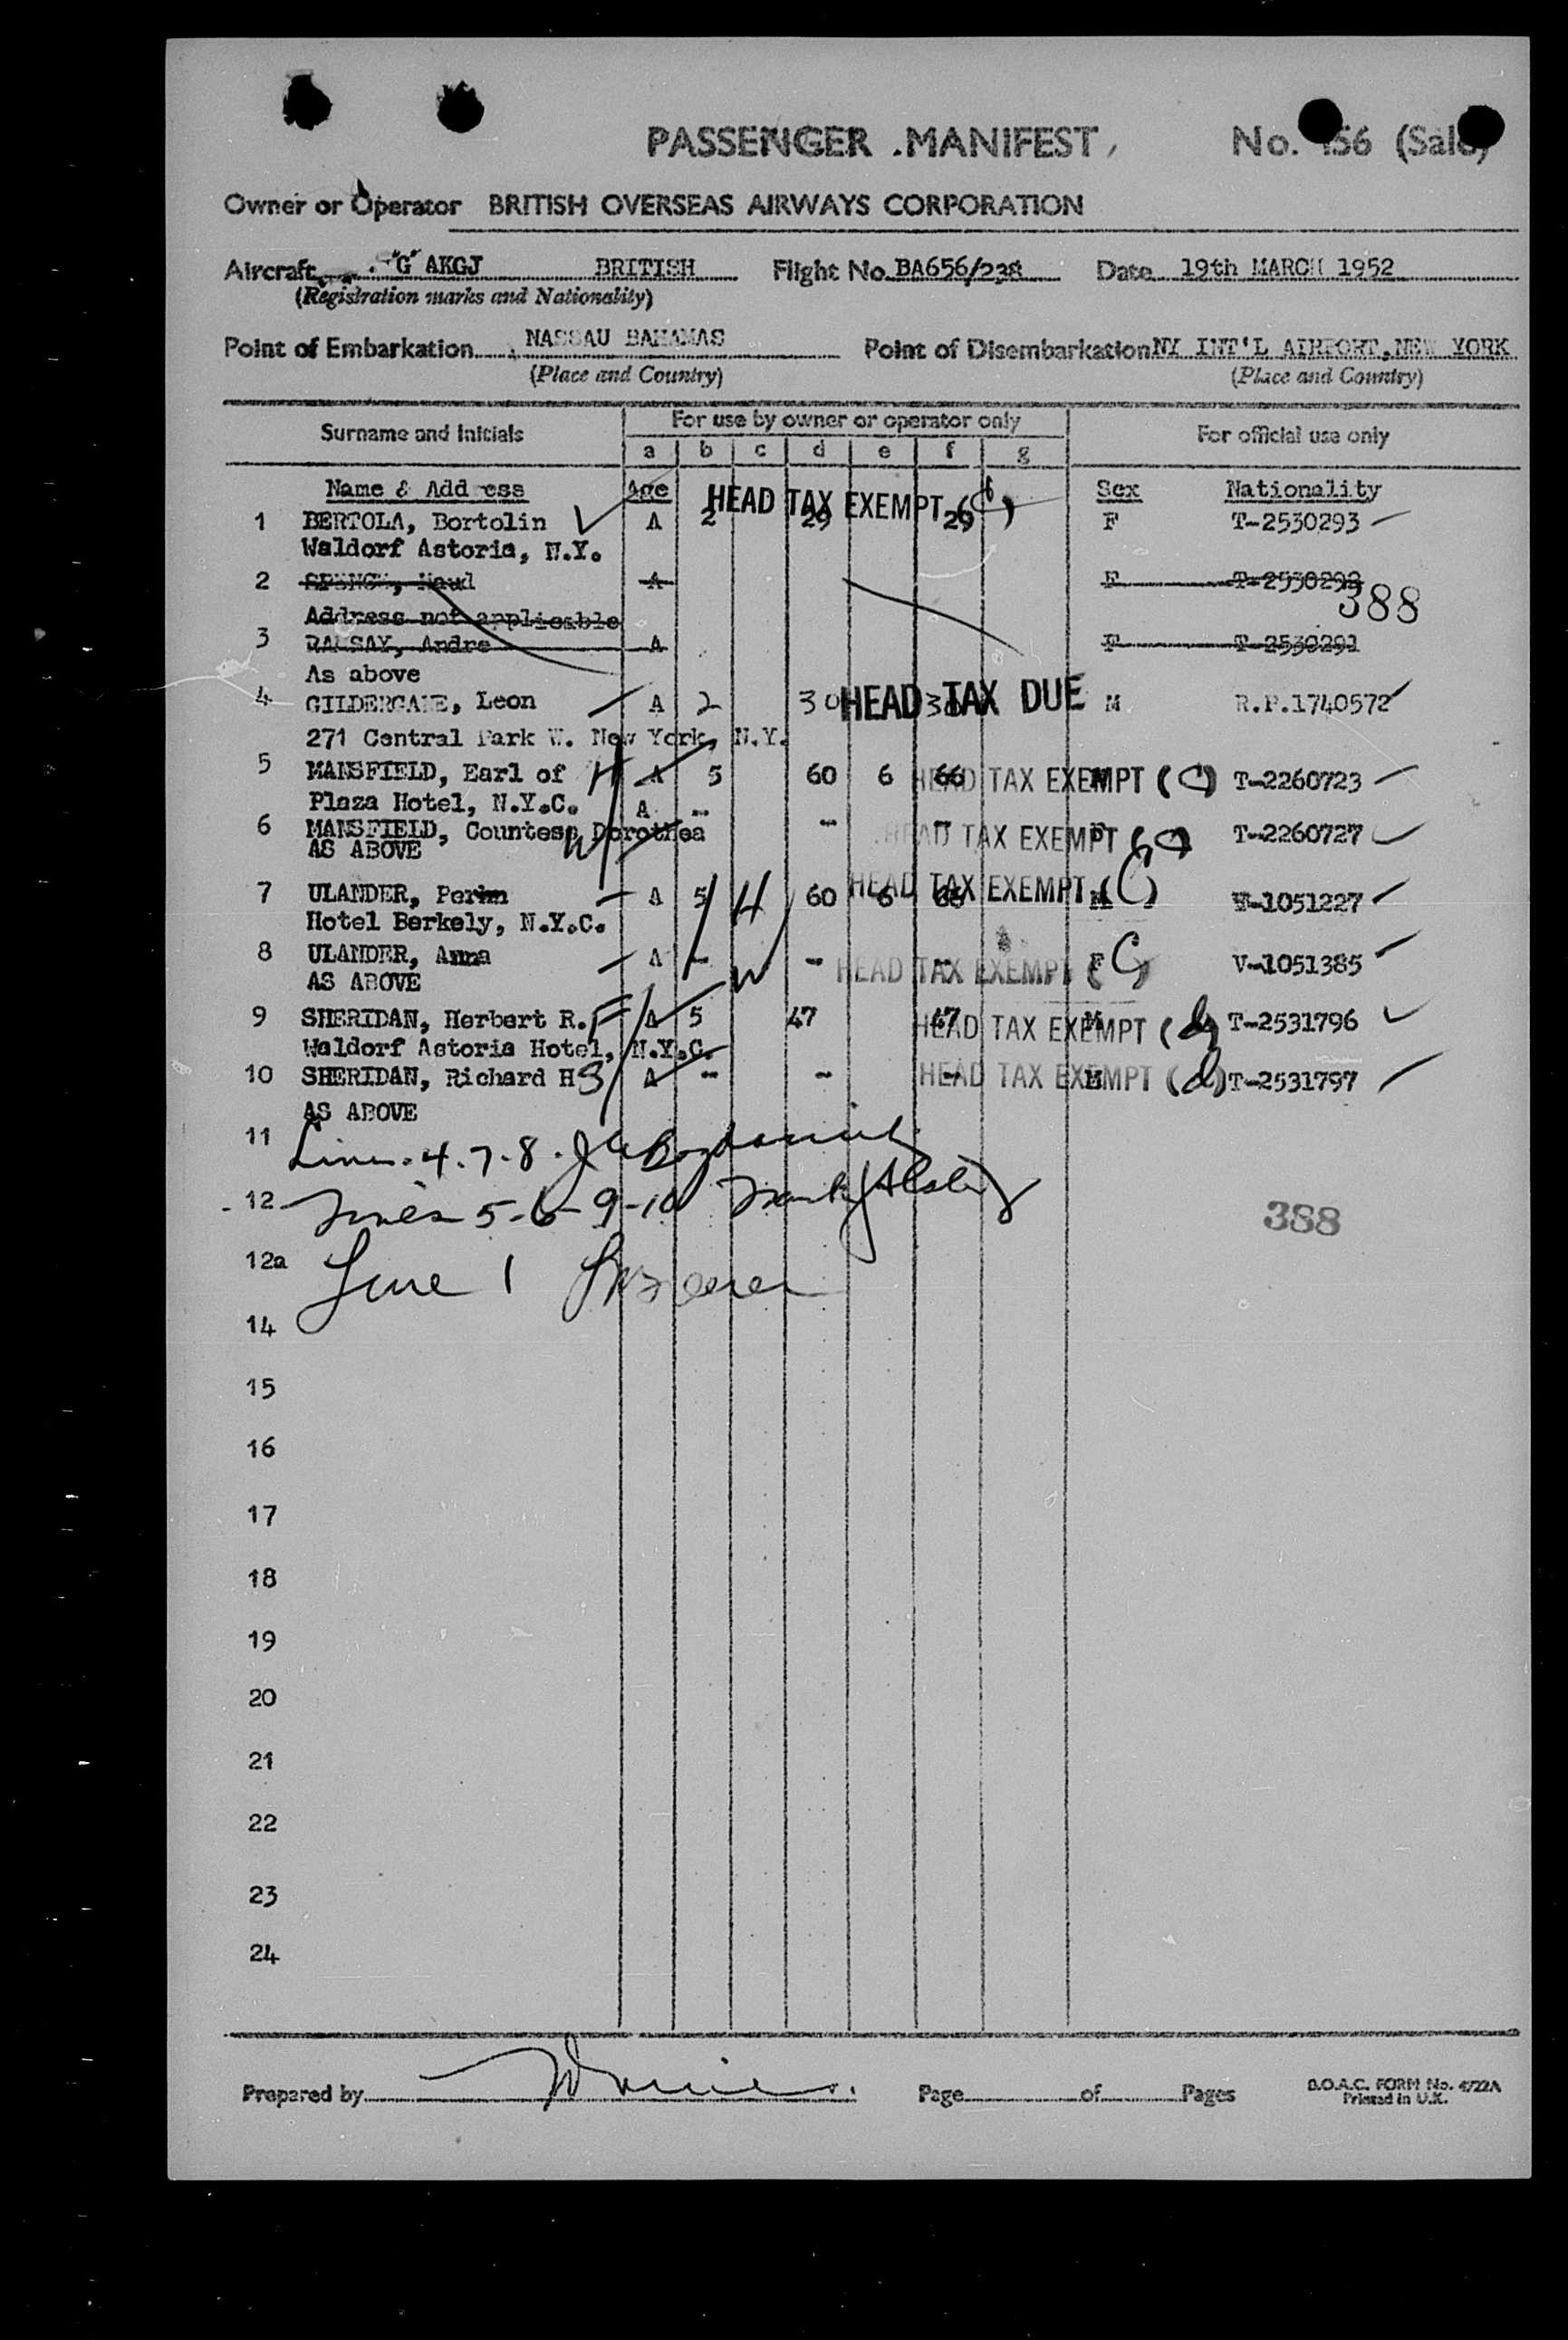 PASSENGER MANIFEST No. 156 (Sale)
Owner or Operator BRITISH OVERSEAS AIRWAYS CORPORATION
Aircraft "G" AKGJ BRITISH Flight No. BA656/238 Date 19th MARCH 1952
(Registration marks and Nationality)
Point of Embarkation NASSAU BAHAMAS Point of Disembarkation NY INT'L AIRPORT, NEW YORK
(Place and Country) (Place and Country)
Surname and Initials For use by owner or operator only For official use only
a b c d e f g
Name & Address Age HEAD TAX EXEMPT Sex Nationality
1 BERTOLA, Bortolin A 2 29 29 F T-2530293
Waldorf Astoria, N.Y.
2 Maud A F T-2530292
388
Address not applicable
3 RAMSAY, Andre A F T-2530291
As above
4 Leon A 2 30 HEAD TAX DUE M R.P.1740572
271 Central Park W. New York, N.Y.
5 MANSFIELD, Earl of H A 5 60 6 66 HEAD TAX EXEMPT (C) T-2260723
Plaza Hotel, N.Y.C. A --
6 MANSFIELD, Countess Dorothea W - - HEAD TAX EXEMPT T-2260727
AS ABOVE
7 ULANDER, A 5 H 60 6 66 HEAD TAX EXEMPT (C) M V-1051227
Hotel Berkely, N.Y.C.
8 ULANDER, Anna A - W - - HEAD TAX EXEMPT (C) F V-1051385
AS ABOVE
9 SHERIDAN, Herbert R. F A 5 47 47 HEAD TAX EXEMPT (d) M T-2531796
Waldorf Astoria Hotel, N.Y.C.
10 SHERIDAN, Richard H S A - - - HEAD TAX EXEMPT (d) M T-2531797
AS ABOVE
11 Lines. 4.7.8.
12 Lines 5-6-9-10
388
12a Line 1
14
15
16
17
18
19
20
21
22
23
24
Prepared by Page of Pages B.O.A.C. FORM No. 4722A
Printed in U.K.